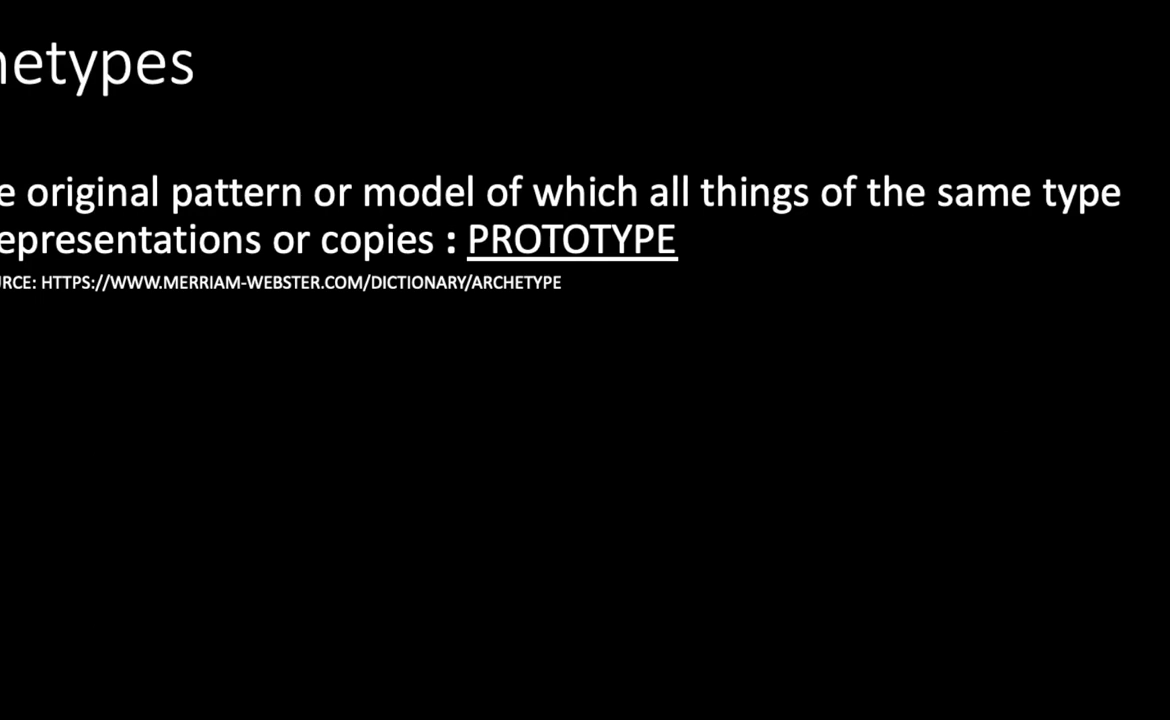 hetypes
e original pattern or model of which all things of the same type
epresentations or copies : PROTOTYPE
URCE: HTTPS://WWW.MERRIAM-WEBSTER.COM/DICTIONARY/ARCHETYPE